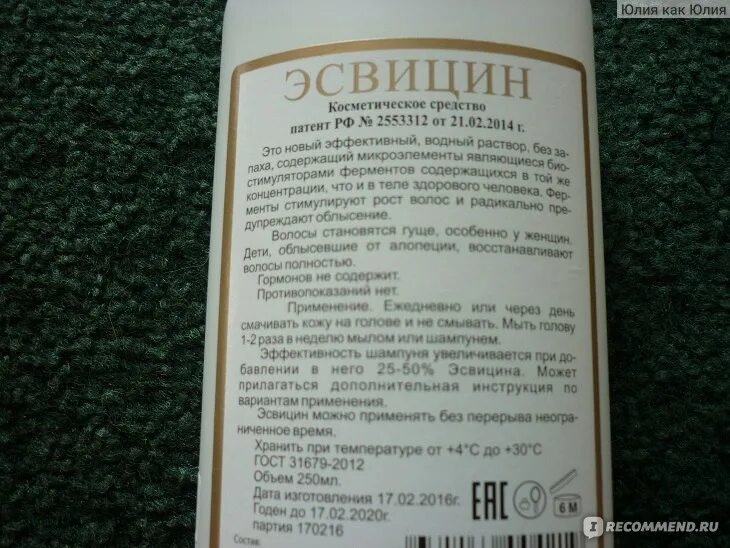 Юлия как Юлия
ЭСВИЦИН
Косметическое средство
патент РФ № 2553312 от 21.02.2014 г.
Это новый эффективный, водный раствор, без за-
паха, содержащий микроэлементы являющиеся био-
стимуляторами ферментов содержащихся в той же
концентрации, что и в теле здорового человека. Фер-
менты стимулируют рост волос и радикально пре-
дупреждают облысение.
Волосы становятся гуще, особенно у женщин.
Дети, облысевшие от алопеции, восстанавливают
волосы полностью.
Гормонов не содержит.
Противопоказаний нет.
Применение. Ежедневно или через день
смачивать кожу на голове и не смывать. Мыть голову
1-2 раза в неделю мылом или шампунем.
Эффективность шампуня увеличивается при до-
бавлении в него 25-50% Эсвицина. Может
прилагаться дополнительная инструкция по
вариантам применения.
Эсвицин можно применять без перерыва неогра-
ниченное время.
Хранить при температуре от +4°С до +30°С
ГОСТ 31679-2012
Объем 250мл.
Дата изготовления 17.02.2016г.
Годен до 17.02.2020г.
партия 170216
Состав:
ЕАС
6 М
IRECOMMEND.RU